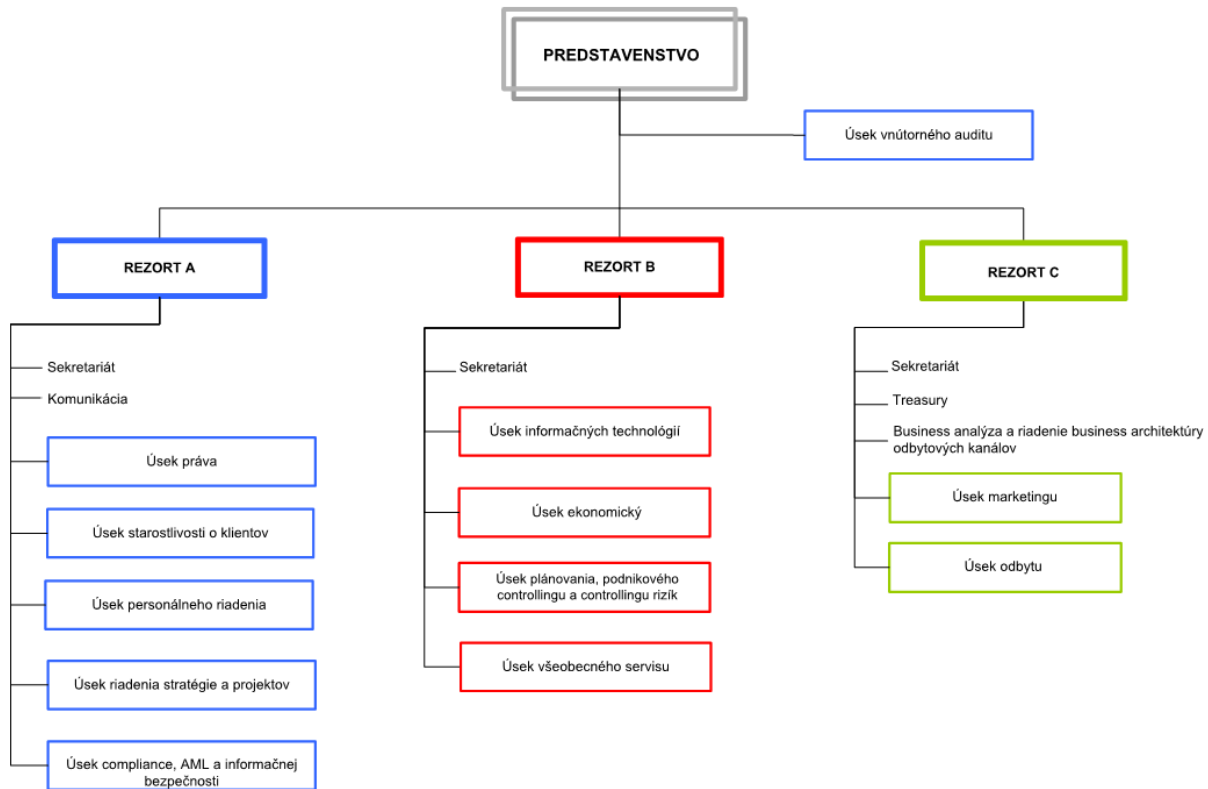 PREDSTAVENSTVO
Úsek vnútorného auditu
REZORT A
Sekretariát
Komunikácia
Úsek práva
Úsek starostlivosti o klientov
Úsek personálneho riadenia
Úsek riadenia stratégie a projektov
Úsek compliance, AML a informačnej
bezpečnosti
REZORT B
Sekretariát
Úsek informačných technológií
Úsek ekonomický
Úsek plánovania, podnikového
controllingu a controllingu rizík
Úsek všeobecného servisu
REZORT C
Sekretariát
Treasury
Business analýza a riadenie business architektúry
odbytových kanálov
Úsek marketingu
Úsek odbytu